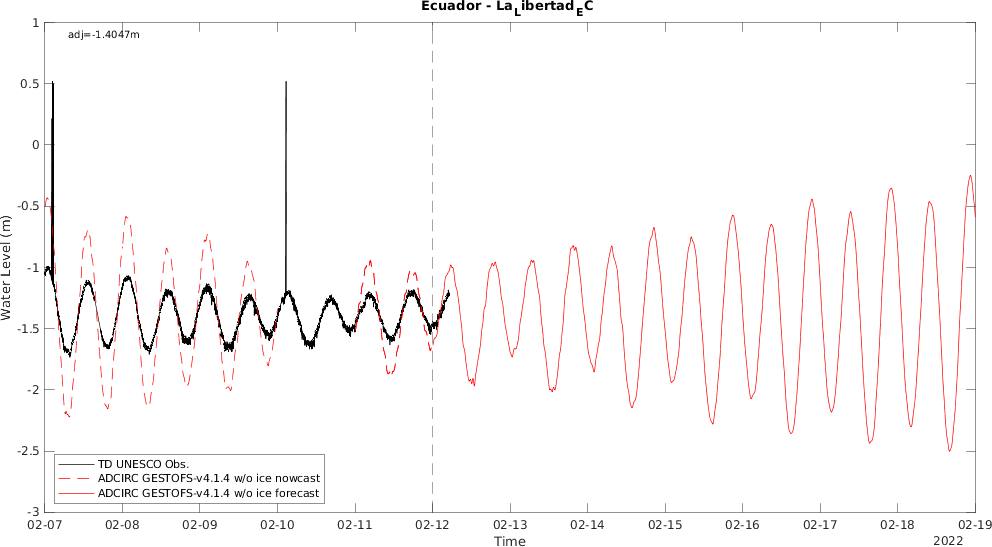 Ecuador - LaLibertadEC
adj=-1.4047m
1
0.5
0
-0.5
-1
-1.5
-2
-2.5
-3
Water Level (m)
TD UNESCO Obs.
ADCIRC GESTOFS-v4.1.4 w/o ice nowcast
ADCIRC GESTOFS-v4.1.4 w/o ice forecast
02-07 02-08 02-09 02-10 02-11 02-12 02-13 02-14 02-15 02-16 02-17 02-18 02-19
Time
2022